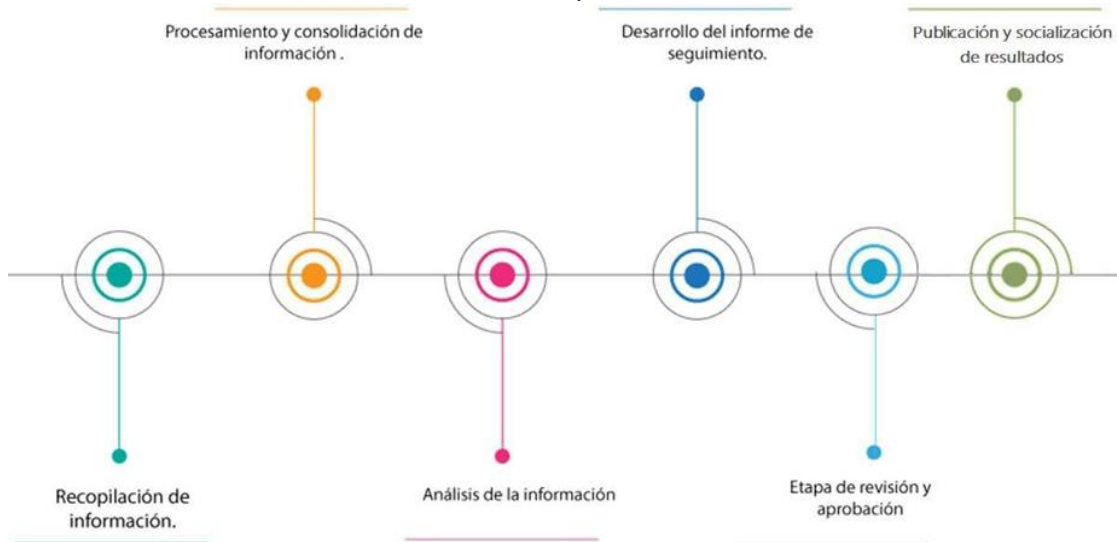 Procesamiento y consolidación de
información .
Desarrollo del informe de
seguimiento.
Publicación y socialización
de resultados
Recopilación de
información.
Análisis de la información
Etapa de revisión y
aprobación